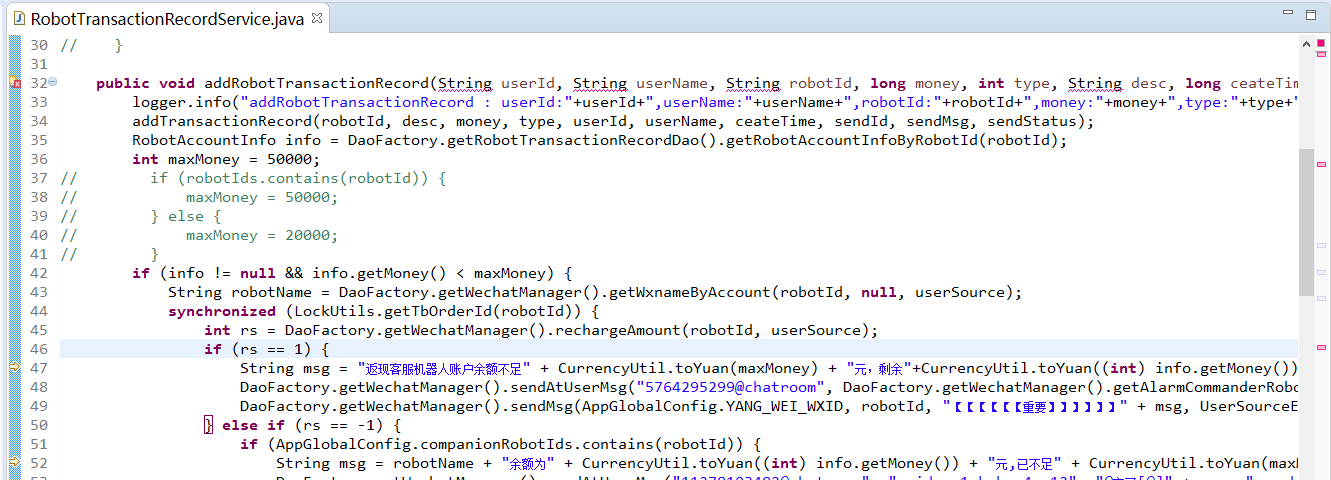 RobotTransactionRecordService.java
30 //    }
31
32 public void addRobotTransactionRecord(String userId, String userName, String robotId, long money, int type, String desc, long ceateTim
33 logger.info("addRobotTransactionRecord : userId:"+userId+",userName:"+userName+",robotId:"+robotId+",money:"+money+",type:"+type+"
34 addTransactionRecord(robotId, desc, money, type, userId, userName, ceateTime, sendId, sendMsg, sendStatus);
35 RobotAccountInfo info = DaoFactory.getRobotTransactionRecordDao().getRobotAccountInfoByRobotId(robotId);
36 int maxMoney = 50000;
37 //        if (robotIds.contains(robotId)) {
38 //            maxMoney = 50000;
39 //        } else {
40 //            maxMoney = 20000;
41 //        }
42 if (info != null && info.getMoney() < maxMoney) {
43 String robotName = DaoFactory.getWechatManager().getWxnameByAccount(robotId, null, userSource);
44 synchronized (LockUtils.getTbOrderId(robotId)) {
45 int rs = DaoFactory.getWechatManager().rechargeAmount(robotId, userSource);
46 if (rs == 1) {
47 String msg = "返现客服机器人账户余额不足" + CurrencyUtil.toYuan(maxMoney) + "元，剩余"+CurrencyUtil.toYuan((int) info.getMoney())
48 DaoFactory.getWechatManager().sendAtUserMsg("5764295299@chatroom", DaoFactory.getWechatManager().getAlarmCommanderRobo
49 DaoFactory.getWechatManager().sendMsg(AppGlobalConfig.YANG_WEI_WXID, robotId, "【【【【【【重要】】】】】】" + msg, UserSourceE
50 } else if (rs == -1) {
51 if (AppGlobalConfig.companionRobotIds.contains(robotId)) {
52 String msg = robotName + "余额为" + CurrencyUtil.toYuan((int) info.getMoney()) + "元,已不足" + CurrencyUtil.toYuan(max